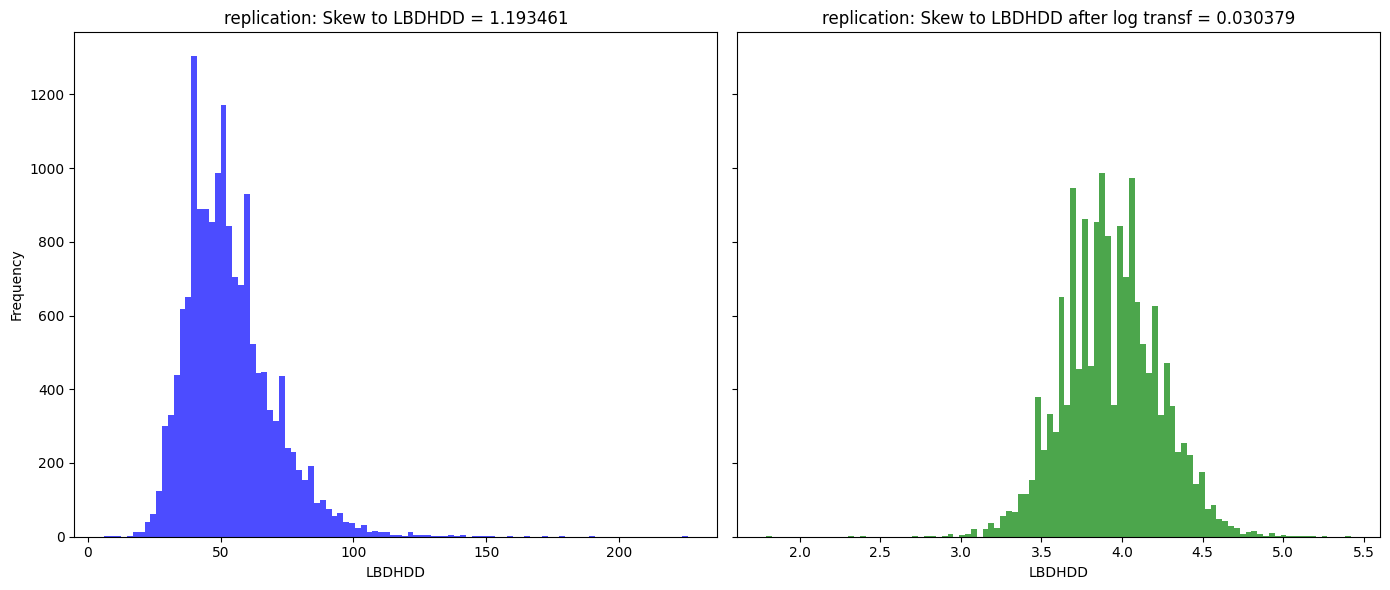 replication: Skew to LBDHDD = 1.193461
replication: Skew to LBDHDD after log transf = 0.030379
Frequency
1200
1000
800
600
400
200
0
0 50 100 150 200
2.0 2.5 3.0 3.5 4.0 4.5 5.0 5.5
LBDHDD
LBDHDD